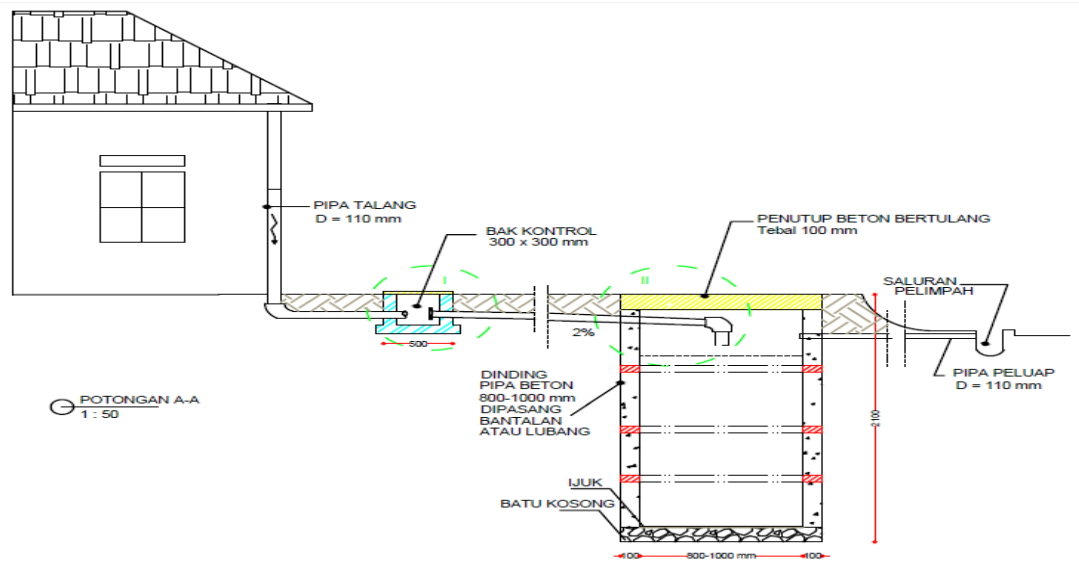 PIPA TALANG
D = 110 mm
BAK KONTROL
300 x 300 mm
PENUTUP BETON BERTULANG
Tebal 100 mm
SALURAN
PELIMPAH
I
II
2%
500
PIPA PELUAP
D = 110 mm
DINDING
PIPA BETON
800-1000 mm
DIPASANG
BANTALAN
ATAU LUBANG
POTONGAN A-A
1 : 50
2100
IJUK
BATU KOSONG
100
800-1000 mm
100